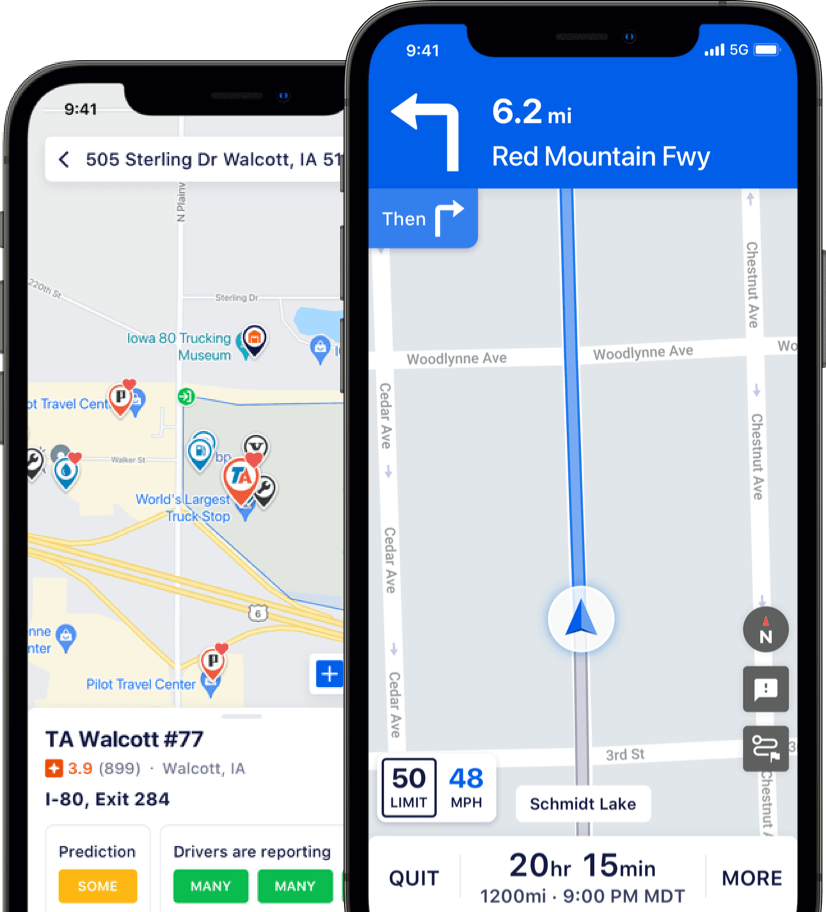 9:41
505 Sterling Dr Walcott, IA 51
N Plainv
220th St
Sterling Dr
Iowa 80 Trucking
Museum
P
ot Travel Cent
Walker St
bp
V
TA
World's Largest
Truck Stop
6
nne
nter
P
Pilot Travel Center
TA Walcott #77
3.9 (899) · Walcott, IA
I-80, Exit 284
Prediction
SOME
Drivers are reporting
MANY
MANY
9:41
5G
6.2 mi
Red Mountain Fwy
Then
Chestnut Ave
Woodlynne Ave
Woodlynne Ave
Wo
Cedar Ave
Chestnut Ave
Cedar Ave
N
Cedar Ave
3rd St
3
Chestnut A
50
LIMIT
48
MPH
Schmidt Lake
QUIT
20hr 15min
1200mi · 9:00 PM MDT
MORE